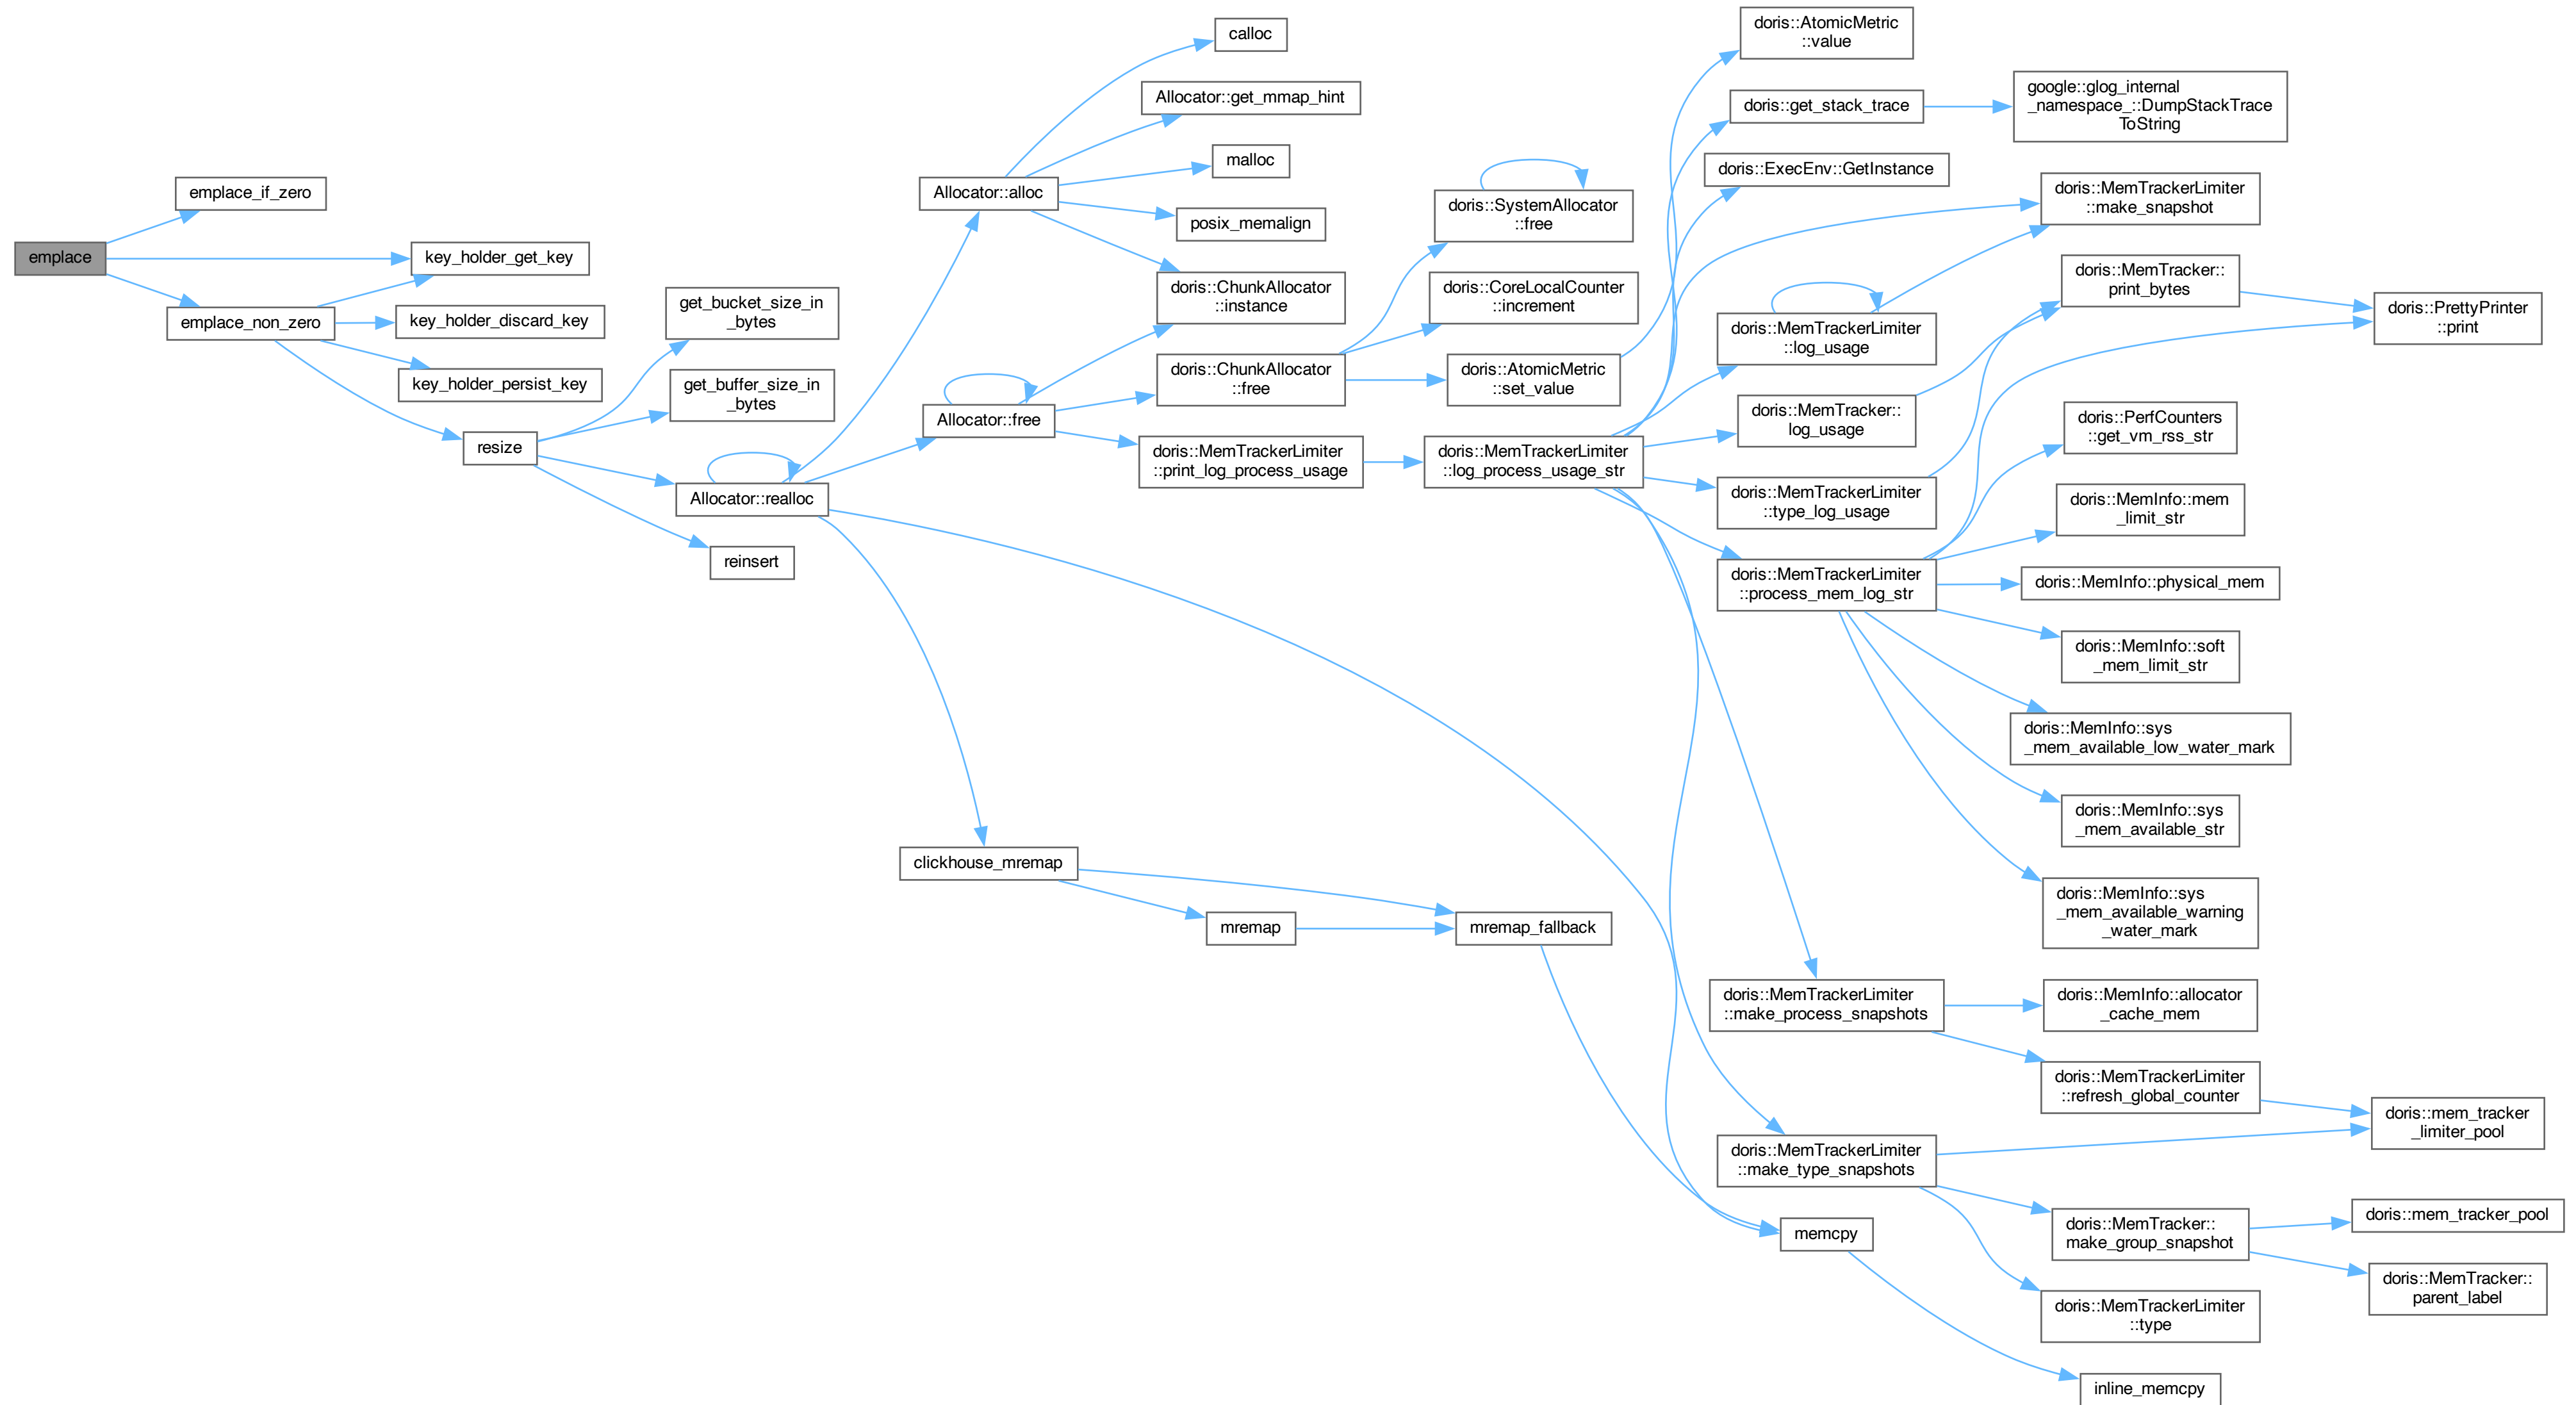 emplace
emplace_if_zero
key_holder_get_key
emplace_non_zero
key_holder_discard_key
key_holder_persist_key
resize
get_bucket_size_in
_bytes
get_buffer_size_in
_bytes
Allocator::realloc
reinsert
Allocator::alloc
calloc
Allocator::get_mmap_hint
malloc
posix_memalign
doris::ChunkAllocator
::instance
Allocator::free
doris::ChunkAllocator
::free
doris::MemTrackerLimiter
::print_log_process_usage
doris::SystemAllocator
::free
doris::CoreLocalCounter
::increment
doris::AtomicMetric
::set_value
doris::MemTrackerLimiter
::log_process_usage_str
doris::AtomicMetric
::value
doris::get_stack_trace
google::glog_internal
_namespace_::DumpStackTrace
ToString
doris::ExecEnv::GetInstance
doris::MemTrackerLimiter
::make_snapshot
doris::MemTrackerLimiter
::log_usage
doris::MemTracker::
print_bytes
doris::PrettyPrinter
::print
doris::MemTracker::
log_usage
doris::MemTrackerLimiter
::type_log_usage
doris::MemTrackerLimiter
::process_mem_log_str
doris::PerfCounters
::get_vm_rss_str
doris::MemInfo::mem
_limit_str
doris::MemInfo::physical_mem
doris::MemInfo::soft
_mem_limit_str
doris::MemInfo::sys
_mem_available_low_water_mark
doris::MemInfo::sys
_mem_available_str
doris::MemInfo::sys
_mem_available_warning
_water_mark
clickhouse_mremap
mremap
mremap_fallback
doris::MemTrackerLimiter
::make_process_snapshots
doris::MemInfo::allocator
_cache_mem
doris::MemTrackerLimiter
::refresh_global_counter
doris::mem_tracker
_limiter_pool
doris::MemTrackerLimiter
::make_type_snapshots
doris::MemTracker::
make_group_snapshot
doris::mem_tracker_pool
doris::MemTracker::
parent_label
doris::MemTrackerLimiter
::type
memcpy
inline_memcpy